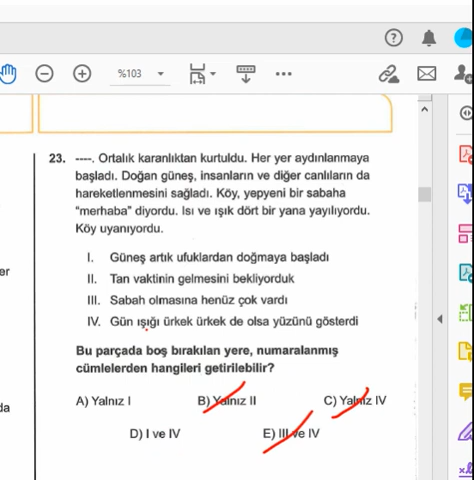 %103
23. ----. Ortalık karanlıktan kurtuldu. Her yer aydınlanmaya
başladı. Doğan güneş, insanların ve diğer canlıların da
hareketlenmesini sağladı. Köy, yepyeni bir sabaha
“merhaba” diyordu. Isı ve ışık dört bir yana yayılıyordu.
Köy uyanıyordu.
I. Güneş artık ufuklardan doğmaya başladı
er
II. Tan vaktinin gelmesini bekliyorduk
III. Sabah olmasına henüz çok vardı
IV. Gün ışığı ürkek ürkek de olsa yüzünü gösterdi
Bu parçada boş bırakılan yere, numaralanmış
cümlelerden hangileri getirilebilir?
da
A) Yalnız I B) Yalnız II C) Yalnız IV
D) I ve IV E) III ve IV